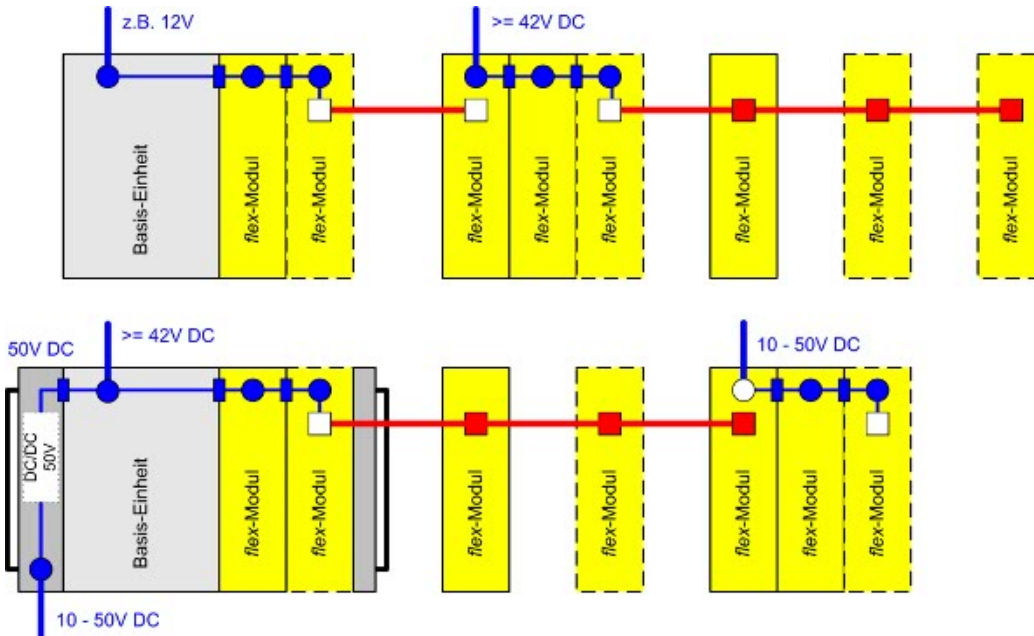 z.B. 12V
>= 42V DC
Basis-Einheit
flex-Modul
flex-Modul
flex-Modul
flex-Modul
flex-Modul
flex-Modul
flex-Modul
flex-Modul
50V DC
>= 42V DC
10 - 50V DC
DC/DC
50V
Basis-Einheit
flex-Modul
flex-Modul
flex-Modul
flex-Modul
flex-Modul
flex-Modul
flex-Modul
10 - 50V DC